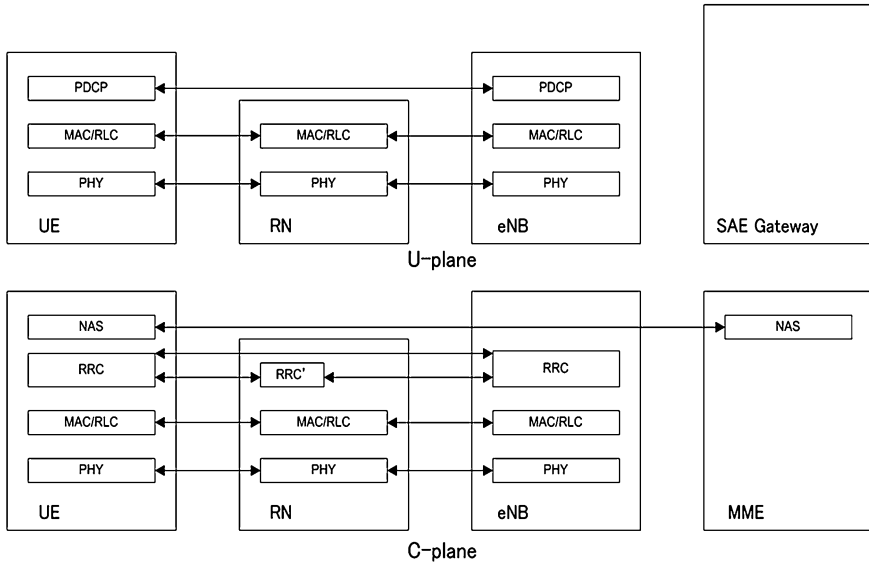 PDCP
PDCP
MAC/RLC
MAC/RLC
MAC/RLC
PHY
PHY
PHY
UE
RN
eNB
SAE Gateway
U-plane
NAS
NAS
RRC
RRC'
RRC
MAC/RLC
MAC/RLC
MAC/RLC
PHY
PHY
PHY
UE
RN
eNB
MME
C-plane